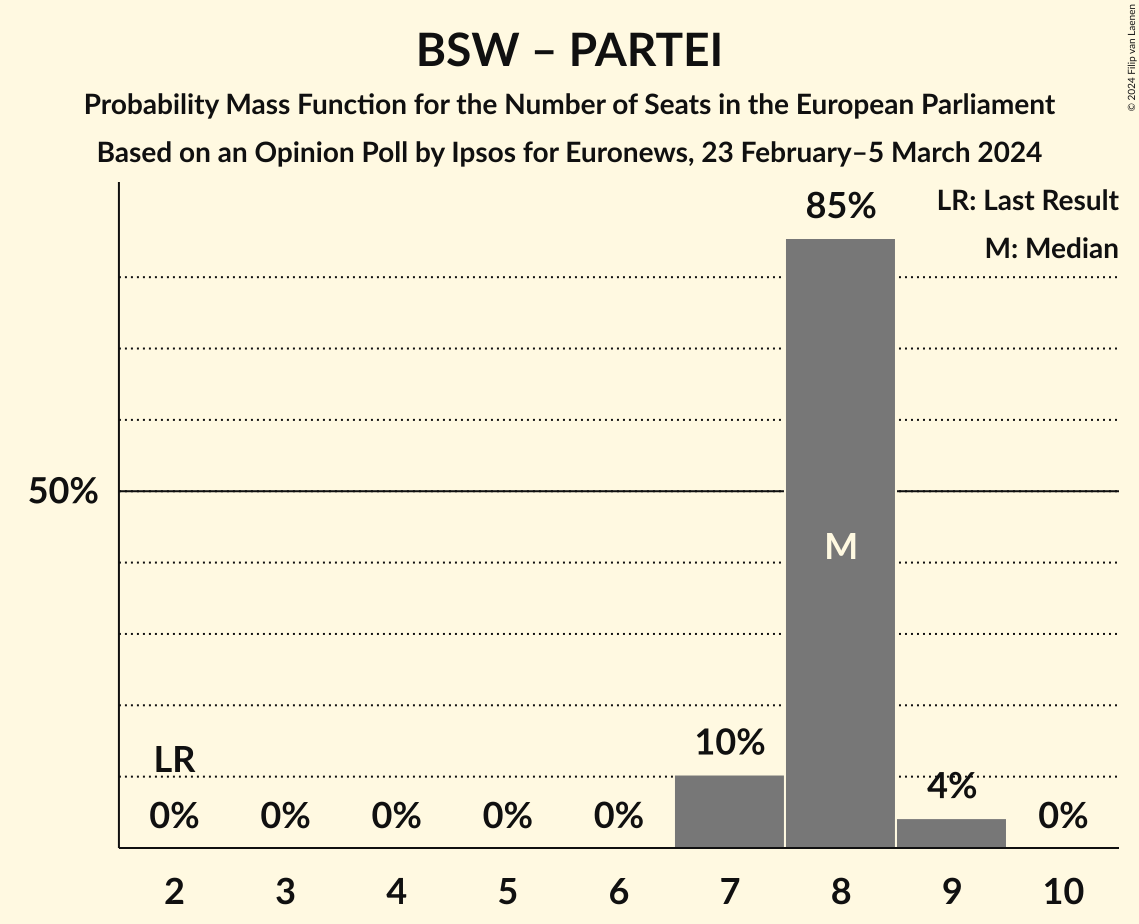 BSW – PARTEI
Probability Mass Function for the Number of Seats in the European Parliament
Based on an Opinion Poll by Ipsos for Euronews, 23 February–5 March 2024
© 2024 Filip van Laenen
LR: Last Result
M: Median
85%
50%
M
10%
LR
4%
0% 0% 0% 0% 0% 0%
2 3 4 5 6 7 8 9 10